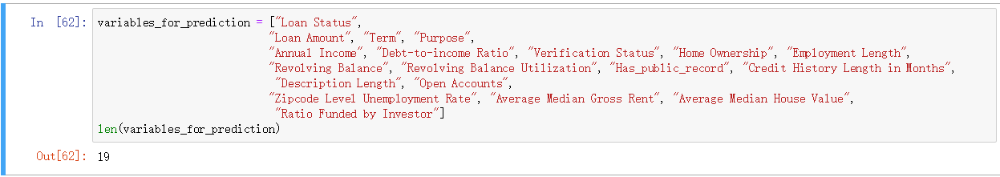 In [62]: variables_for_prediction = ["Loan Status",
"Loan Amount", "Term", "Purpose",
"Annual Income", "Debt-to-income Ratio", "Verification Status", "Home Ownership", "Employment Length",
"Revolving Balance", "Revolving Balance Utilization", "Has_public_record", "Credit History Length in Months",
"Description Length", "Open Accounts",
"Zipcode Level Unemployment Rate", "Average Median Gross Rent", "Average Median House Value",
"Ratio Funded by Investor"]
len(variables_for_prediction)
Out[62]: 19